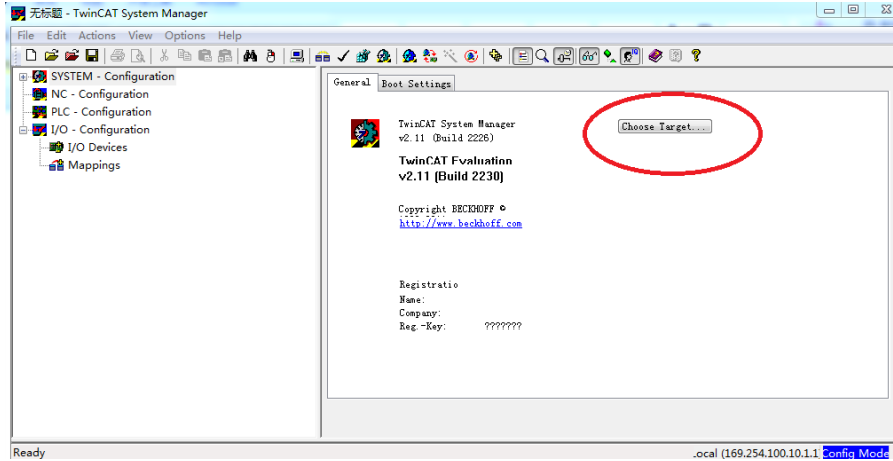 无标题 - TwinCAT System Manager
File Edit Actions View Options Help
SYSTEM - Configuration
NC - Configuration
PLC - Configuration
I/O - Configuration
I/O Devices
Mappings
General Boot Settings
TwinCAT System Manager
v2.11 (Build 2226)
Choose Target...
TwinCAT Evaluation
v2.11 (Build 2230)
Copyright BECKHOFF ©
http://www.beckhoff.com
Registratio
Name:
Company:
Reg.-Key: ???????
Ready
.ocal (169.254.100.10.1.1 Config Mode